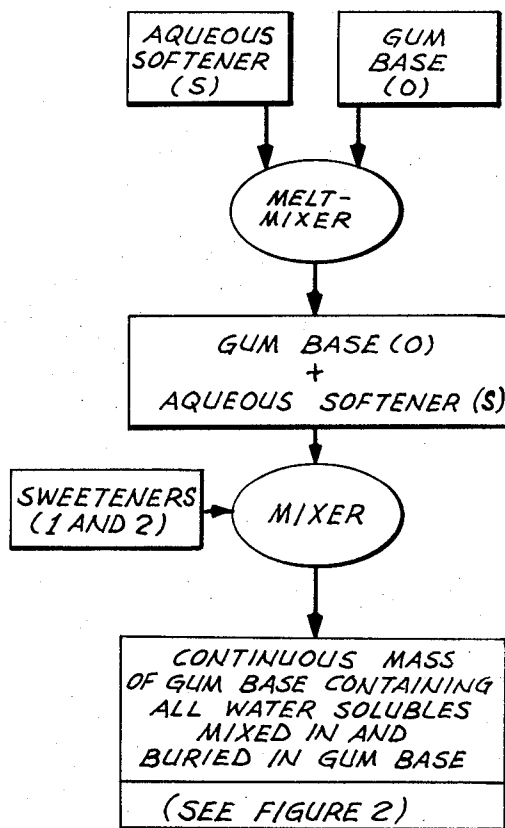 AQUEOUS
SOFTENER
(S)
GUM
BASE
(O)
MELT-
MIXER
GUM BASE (O)
+
AQUEOUS SOFTENER (S)
SWEETENERS
(1 AND 2)
MIXER
CONTINUOUS MASS
OF GUM BASE CONTAINING
ALL WATER SOLUBLES
MIXED IN AND
BURIED IN GUM BASE
(SEE FIGURE 2)